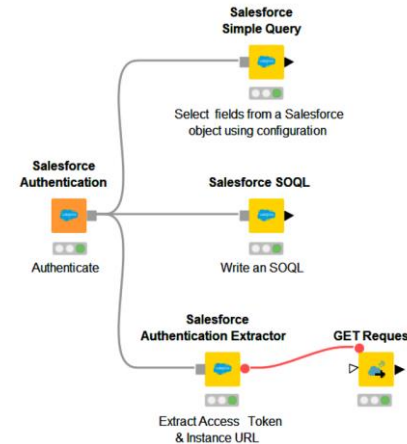 Salesforce
Simple Query
Select fields from a Salesforce
object using configuration
Salesforce
Authentication
Authenticate
Salesforce SOQL
Write an SOQL
Salesforce
Authentication Extractor
Extract Access Token
& Instance URL
GET Reques